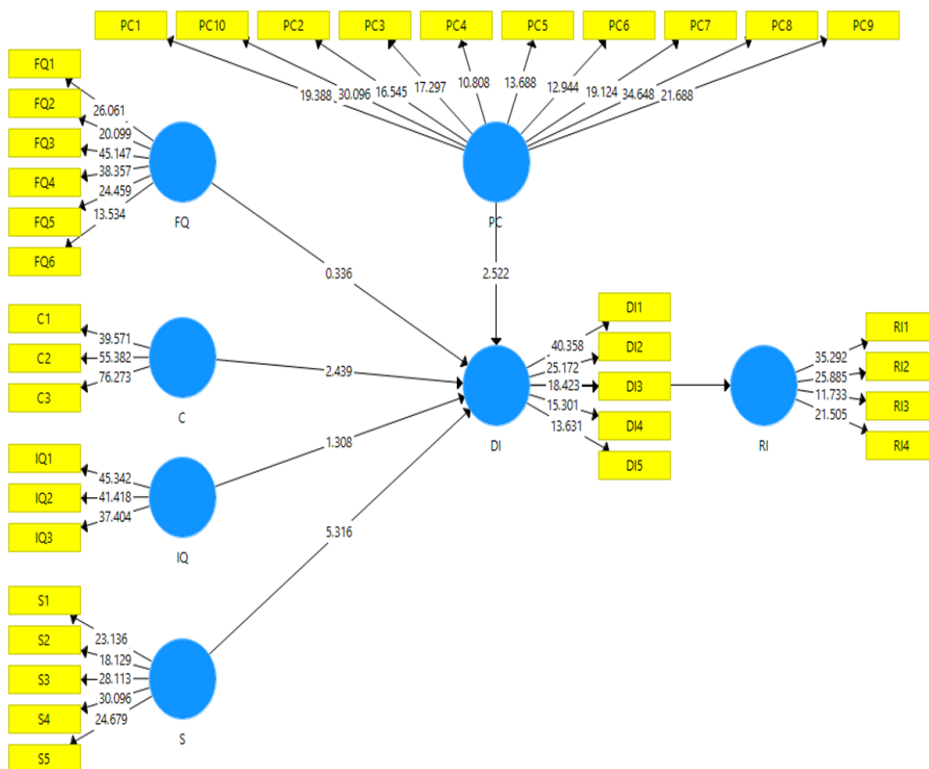 PC1 PC10 PC2 PC3 PC4 PC5 PC6 PC7 PC8 PC9
19.388 30.096 16.545 17.297 10.808 13.688 12.944 19.124 34.648 21.688
FQ1
FQ2
FQ3
FQ4
FQ5
FQ6
26.061
20.099
45.147
38.357
24.459
13.534
FQ
PC
0.336
2.522
C1
C2
C3
39.571
55.382
76.273
C
2.439
DI1
DI2
DI3
DI4
DI5
40.358
25.172
18.423
15.301
13.631
DI
RI1
RI2
RI3
RI4
35.292
25.885
11.733
21.505
RI
IQ1
IQ2
IQ3
45.342
41.418
37.404
IQ
1.308
5.316
S1
S2
S3
S4
S5
23.136
18.129
28.113
30.096
24.679
S